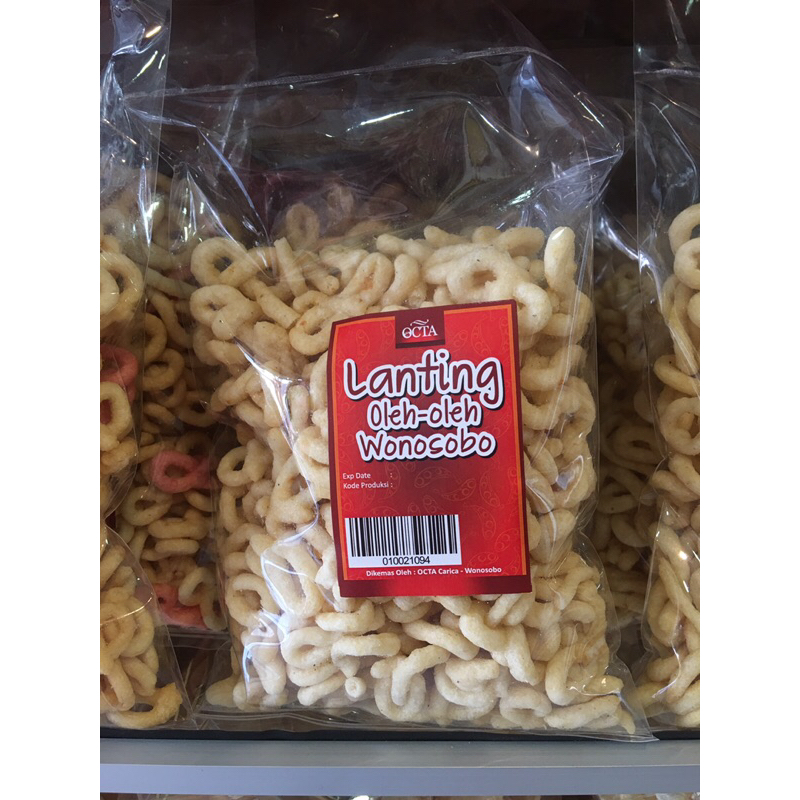 OCTA
Lanting
Oleh-oleh
Wonosobo
Exp Date :
Kode Produksi :
010021094
Dikemas Oleh : OCTA Carica - Wonosobo